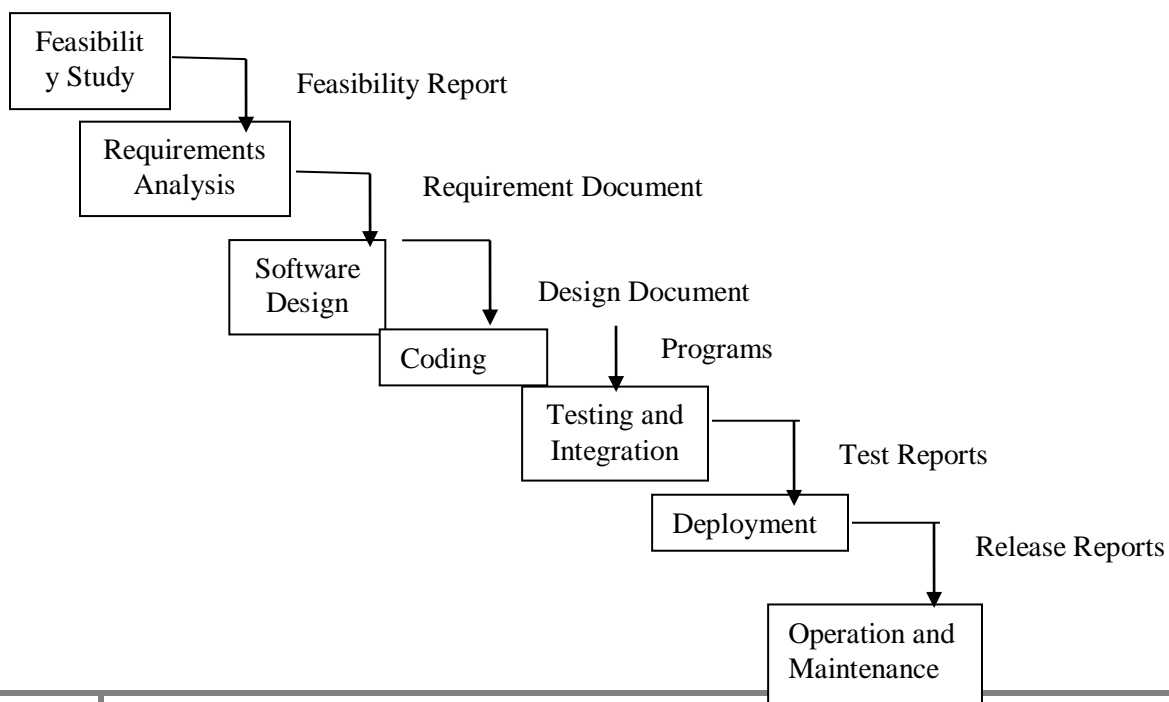 Feasibilit
y Study
Feasibility Report
Requirements
Analysis
Requirement Document
Software
Design
Design Document
Coding
Programs
Testing and
Integration
Test Reports
Deployment
Release Reports
Operation and
Maintenance